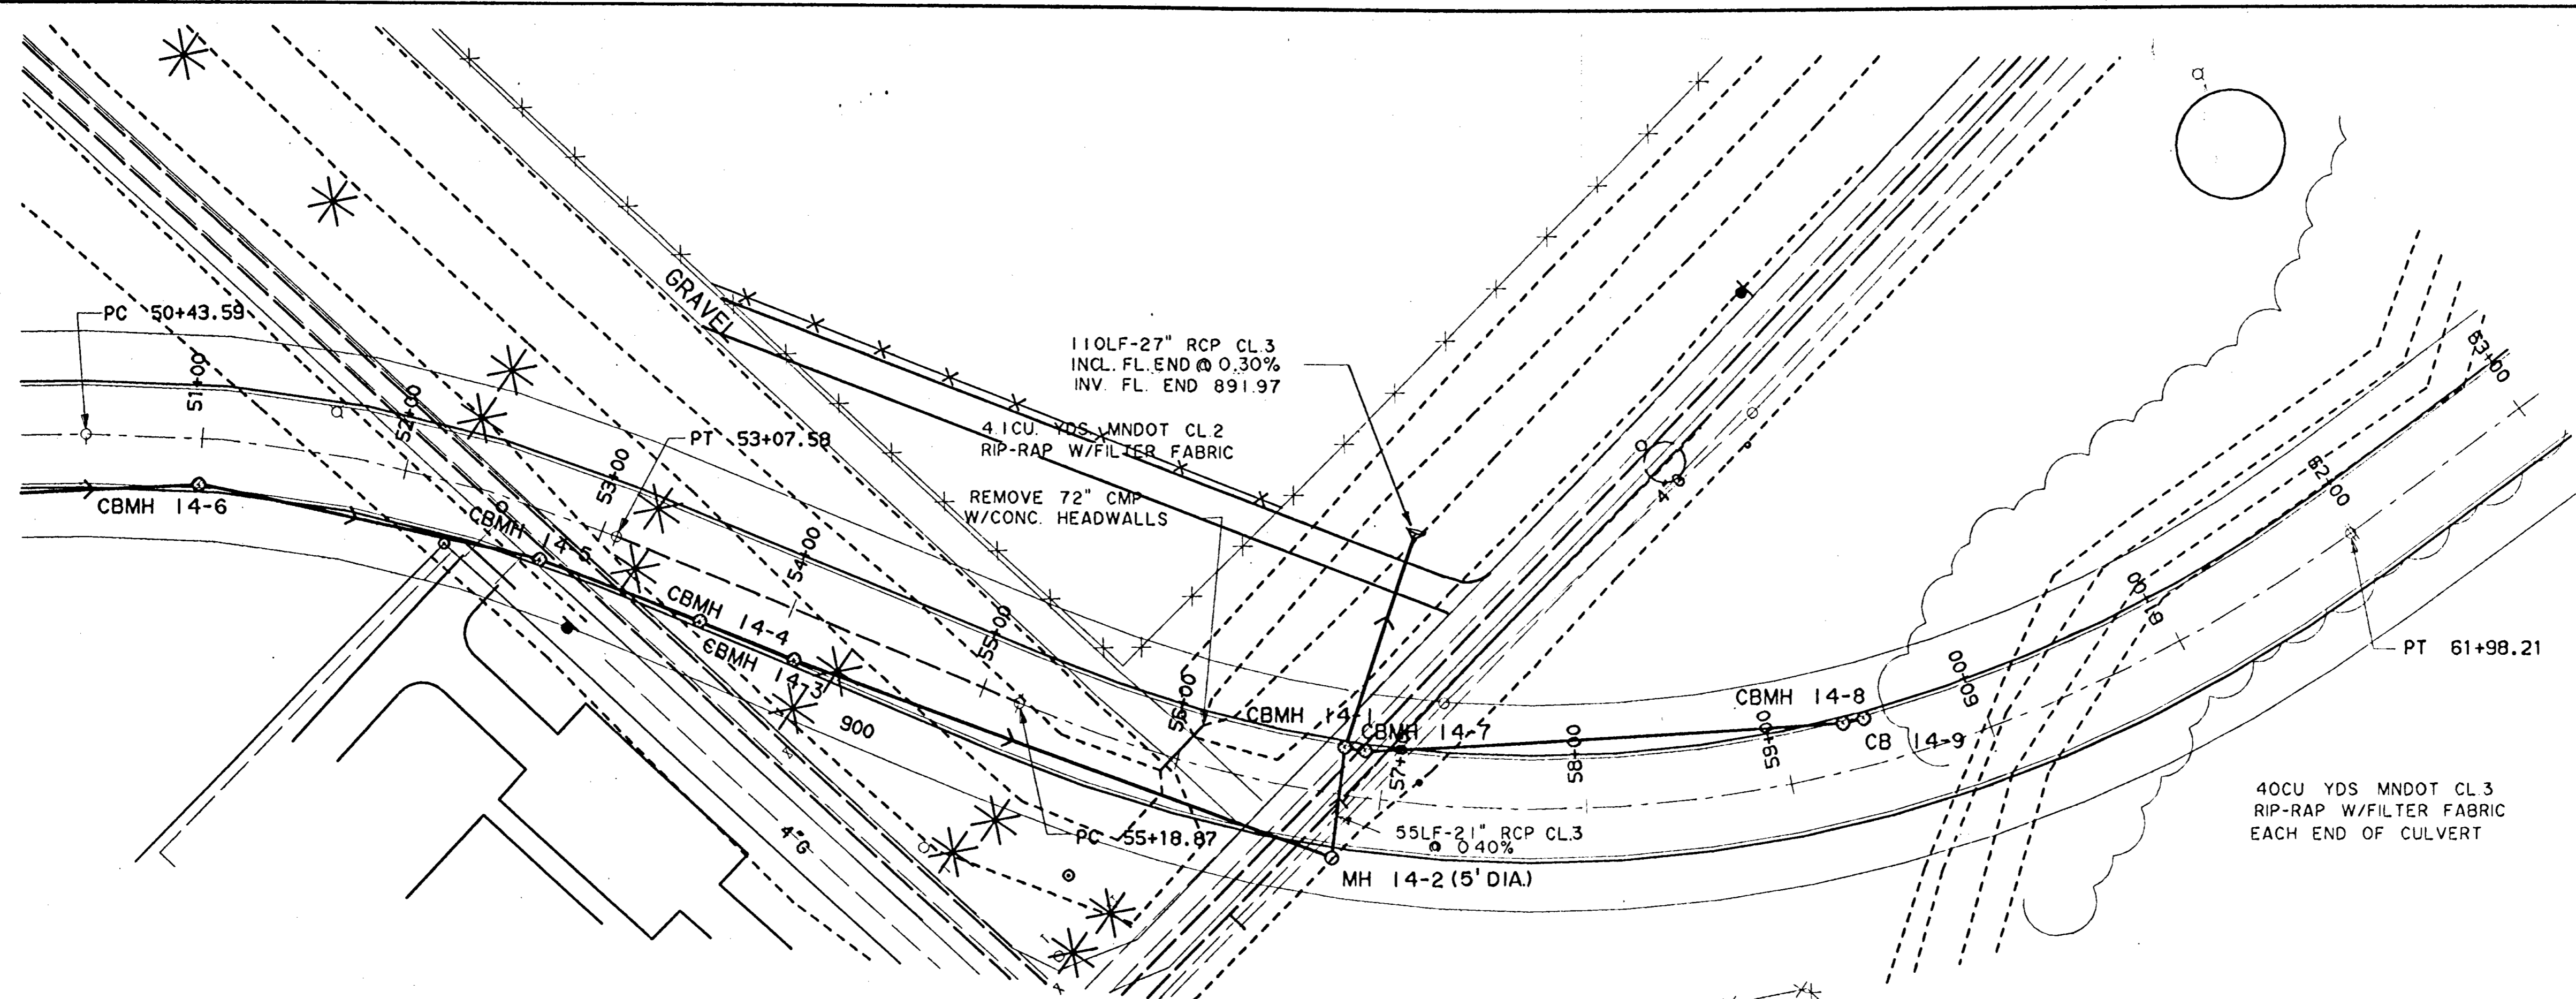 PC 50+43.59
51+00
52+00
CBMH 14-6
CBMH 14-5
53+00
PT 53+07.58
GRAVEL
54+00
CBMH 14-4
CBMH 14-3
900
4"G
55+00
PC 55+18.87
110LF-27" RCP CL.3
INCL. FL. END @ 0.30%
INV. FL. END 891.97
4.1CU. YDS. MNDOT CL.2
RIP-RAP W/FILTER FABRIC
REMOVE 72" CMP
W/CONC. HEADWALLS
56+00
CBMH 14-1
CBMH 14-7
55LF-21" RCP CL.3
@ 0.40%
MH 14-2 (5' DIA.)
4"G
58+00
59+00
CBMH 14-8
CB 14-9
60+00
61+00
62+00
63+00
PT 61+98.21
40CU YDS MNDOT CL.3
RIP-RAP W/FILTER FABRIC
EACH END OF CULVERT